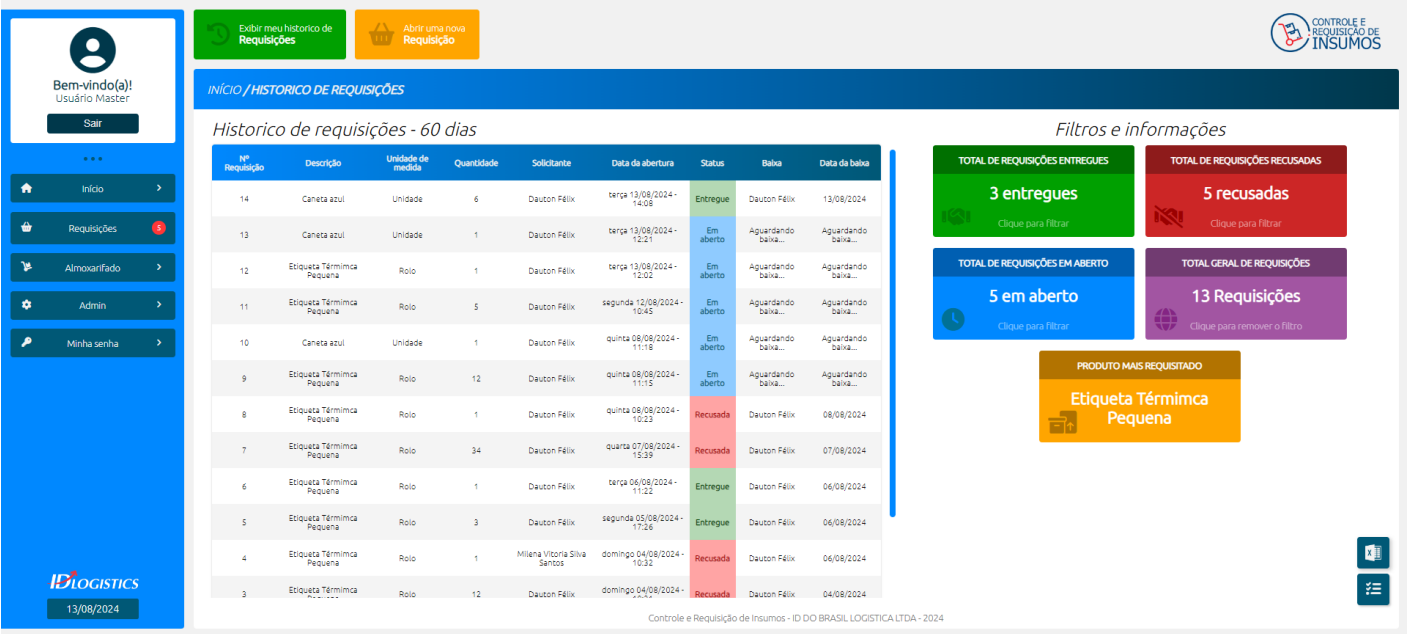 Exibir meu historico de
Requisições
Abrir uma nova
Requisição
CONTROLE E
REQUISIÇÃO DE
INSUMOS
Bem-vindo(a)!
Usuário Master
Sair
Início
Requisições 5
Almoxarifado
Admin
Minha senha
ID LOGISTICS
13/08/2024
INÍCIO / HISTORICO DE REQUISIÇÕES
Historico de requisições - 60 dias
Nº Requisição Descrição Unidade de medida Quantidade Solicitante Data da abertura Status Baixa Data da baixa
14 Caneta azul Unidade 6 Dauton Félix terça 13/08/2024 - 14:08 Entregue Dauton Félix 13/08/2024
13 Caneta azul Unidade 1 Dauton Félix terça 13/08/2024 - 12:21 Em aberto Aguardando baixa... Aguardando baixa...
12 Etiqueta Térmimca Pequena Rolo 1 Dauton Félix terça 13/08/2024 - 12:02 Em aberto Aguardando baixa... Aguardando baixa...
11 Etiqueta Térmimca Pequena Rolo 5 Dauton Félix segunda 12/08/2024 - 10:45 Em aberto Aguardando baixa... Aguardando baixa...
10 Caneta azul Unidade 1 Dauton Félix quinta 08/08/2024 - 11:18 Em aberto Aguardando baixa... Aguardando baixa...
9 Etiqueta Térmimca Pequena Rolo 12 Dauton Félix quinta 08/08/2024 - 11:15 Em aberto Aguardando baixa... Aguardando baixa...
8 Etiqueta Térmimca Pequena Rolo 1 Dauton Félix quinta 08/08/2024 - 10:23 Recusada Dauton Félix 08/08/2024
7 Etiqueta Térmimca Pequena Rolo 34 Dauton Félix quarta 07/08/2024 - 15:39 Recusada Dauton Félix 07/08/2024
6 Etiqueta Térmimca Pequena Rolo 1 Dauton Félix terça 06/08/2024 - 11:22 Entregue Dauton Félix 06/08/2024
5 Etiqueta Térmimca Pequena Rolo 3 Dauton Félix segunda 05/08/2024 - 17:26 Entregue Dauton Félix 06/08/2024
4 Etiqueta Térmimca Pequena Rolo 1 Milena Vitoria Silva Santos domingo 04/08/2024 - 10:32 Recusada Dauton Félix 06/08/2024
3 Etiqueta Térmimca Rolo 12 Dauton Félix domingo 04/08/2024 - Recusada Dauton Félix 04/08/2024
Filtros e informações
TOTAL DE REQUISIÇÕES ENTREGUES
3 entregues
Clique para filtrar
TOTAL DE REQUISIÇÕES RECUSADAS
5 recusadas
Clique para filtrar
TOTAL DE REQUISIÇÕES EM ABERTO
5 em aberto
Clique para filtrar
TOTAL GERAL DE REQUISIÇÕES
13 Requisições
Clique para remover o filtro
PRODUTO MAIS REQUISITADO
Etiqueta Térmimca
Pequena
Controle e Requisição de Insumos - ID DO BRASIL LOGISTICA LTDA - 2024